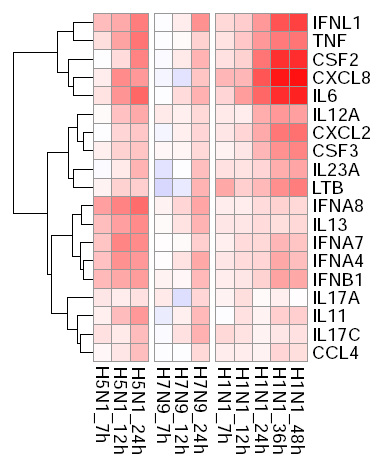 IFNL1
TNF
CSF2
CXCL8
IL6
IL12A
CXCL2
CSF3
IL23A
LTB
IFNA8
IL13
IFNA7
IFNA4
IFNB1
IL17A
IL11
IL17C
CCL4
H5N1_7h
H5N1_12h
H5N1_24h
H7N9_7h
H7N9_12h
H7N9_24h
H1N1_7h
H1N1_12h
H1N1_24h
H1N1_36h
H1N1_48h